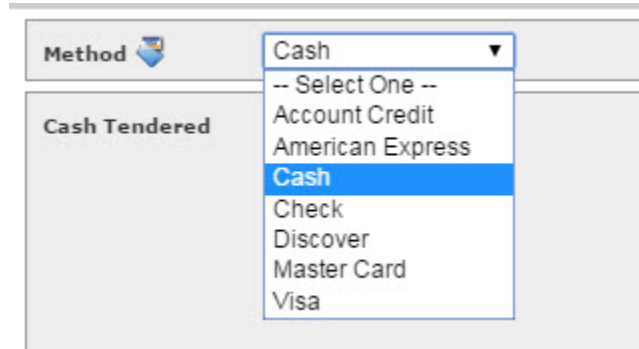 Method Cash
-- Select One --
Account Credit
Cash Tendered
American Express
Cash
Check
Discover
Master Card
Visa